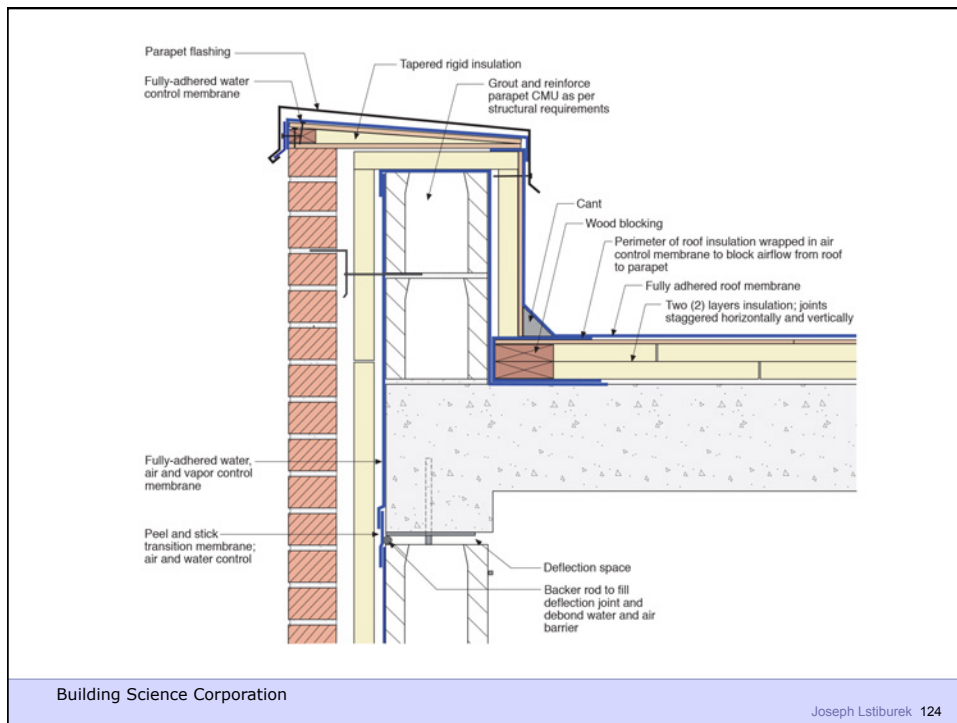 Parapet flashing
Fully-adhered water
control membrane
Tapered rigid insulation
Grout and reinforce
parapet CMU as per
structural requirements
Cant
Wood blocking
Perimeter of roof insulation wrapped in air
control membrane to block airflow from roof
to parapet
Fully adhered roof membrane
Two (2) layers insulation; joints
staggered horizontally and vertically
Fully-adhered water,
air and vapor control
membrane
Peel and stick
transition membrane;
air and water control
Deflection space
Backer rod to fill
deflection joint and
debond water and air
barrier
Building Science Corporation
Joseph Lstiburek 124